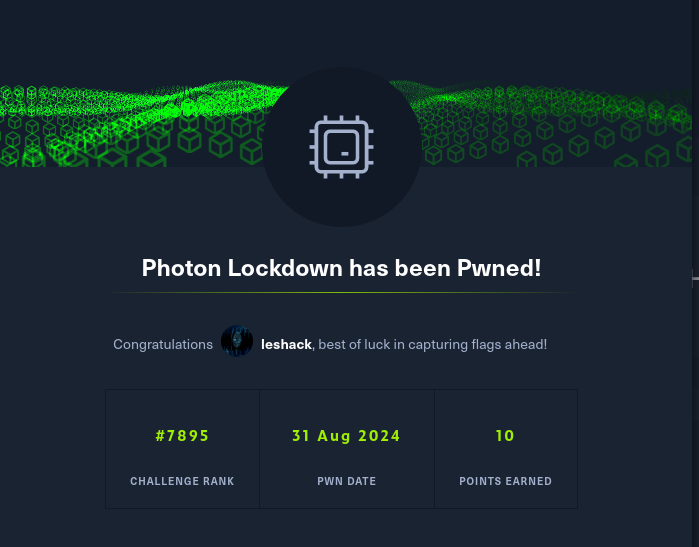 Photon Lockdown has been Pwned!
Congratulations leshack, best of luck in capturing flags ahead!
#7895 31 Aug 2024 10
CHALLENGE RANK PWN DATE POINTS EARNED